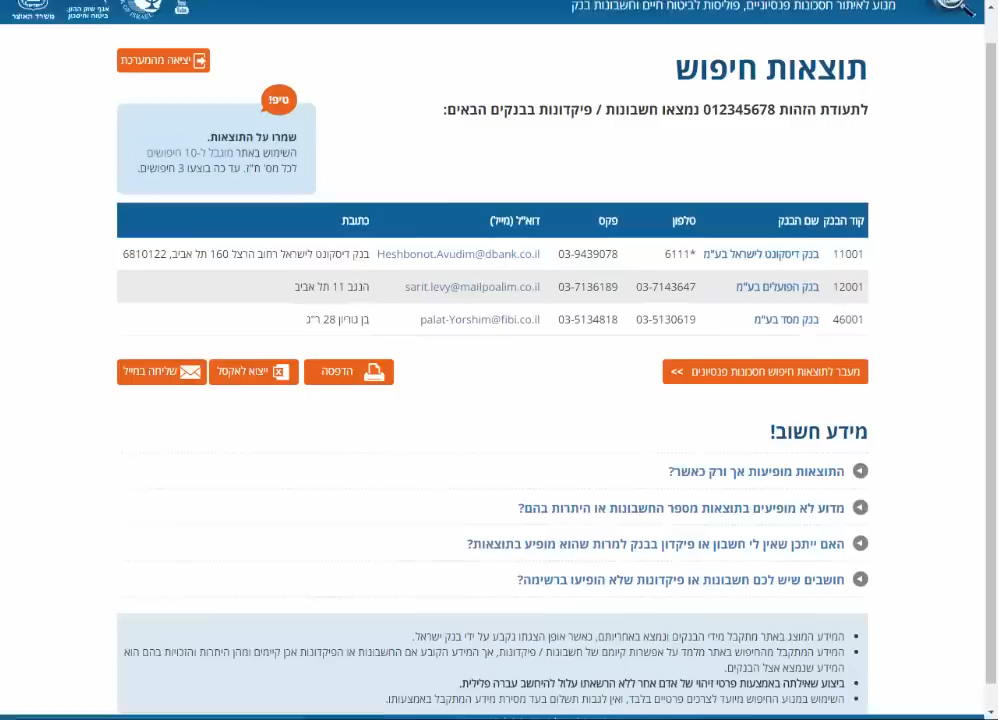 מנוע לאיתור חסכונות פנסיוניים, פוליסות לביטוח חיים וחשבונות בנק
אגף שוק ההון,
ביטוח וחיסכון
משרד האוצר
יציאה מהמערכת
תוצאות חיפוש
טיפ!
לתעודת הזהות 012345678 נמצאו חשבונות / פיקדונות בבנקים הבאים:
שמרו על התוצאות.
השימוש באתר מוגבל ל-10 חיפושים
לכל מס' ת"ז. עד כה בוצעו 3 חיפושים.
קוד הבנק שם הבנק טלפון פקס דוא"ל (מייל) כתובת
11001 בנק דיסקונט לישראל בע"מ *6111 03-9439078 Heshbonot.Avudim@dbank.co.il בנק דיסקונט לישראל רחוב הרצל 160 תל אביב, 6810122
12001 בנק הפועלים בע"מ 03-7143647 03-7136189 sarit.levy@mailpoalim.co.il הנגב 11 תל אביב
46001 בנק מסד בע"מ 03-5130619 03-5134818 palat-Yorshim@fibi.co.il בן גוריון 28 ר"ג
מעבר לתוצאות חיפוש חסכונות פנסיונים >> הדפסה ייצוא לאקסל שליחה במייל
מידע חשוב!
התוצאות מופיעות אך ורק כאשר?
מדוע לא מופיעים בתוצאות מספר החשבונות או היתרות בהם?
האם ייתכן שאין לי חשבון או פיקדון בבנק למרות שהוא מופיע בתוצאות?
חושבים שיש לכם חשבונות או פיקדונות שלא הופיעו ברשימה?
• המידע המוצג באתר מתקבל מידי הבנקים ונמצא באחריותם, כאשר אופן הצגתו נקבע על ידי בנק ישראל.
• המידע המתקבל מהחיפוש באתר מלמד על אפשרות קיומם של חשבונות / פיקדונות, אך המידע הקובע אם החשבונות או הפיקדונות אכן קיימים ומהן היתרות והזכויות בהם הוא
המידע שנמצא אצל הבנקים.
• ביצוע שאילתה באמצעות פרטי זיהוי של אדם אחר ללא הרשאתו עלול להיחשב עברה פלילית.
• השימוש במנוע החיפוש מיועד לצרכים פרטיים בלבד, ואין לגבות תשלום בעד מסירת מידע המתקבל באמצעותו.